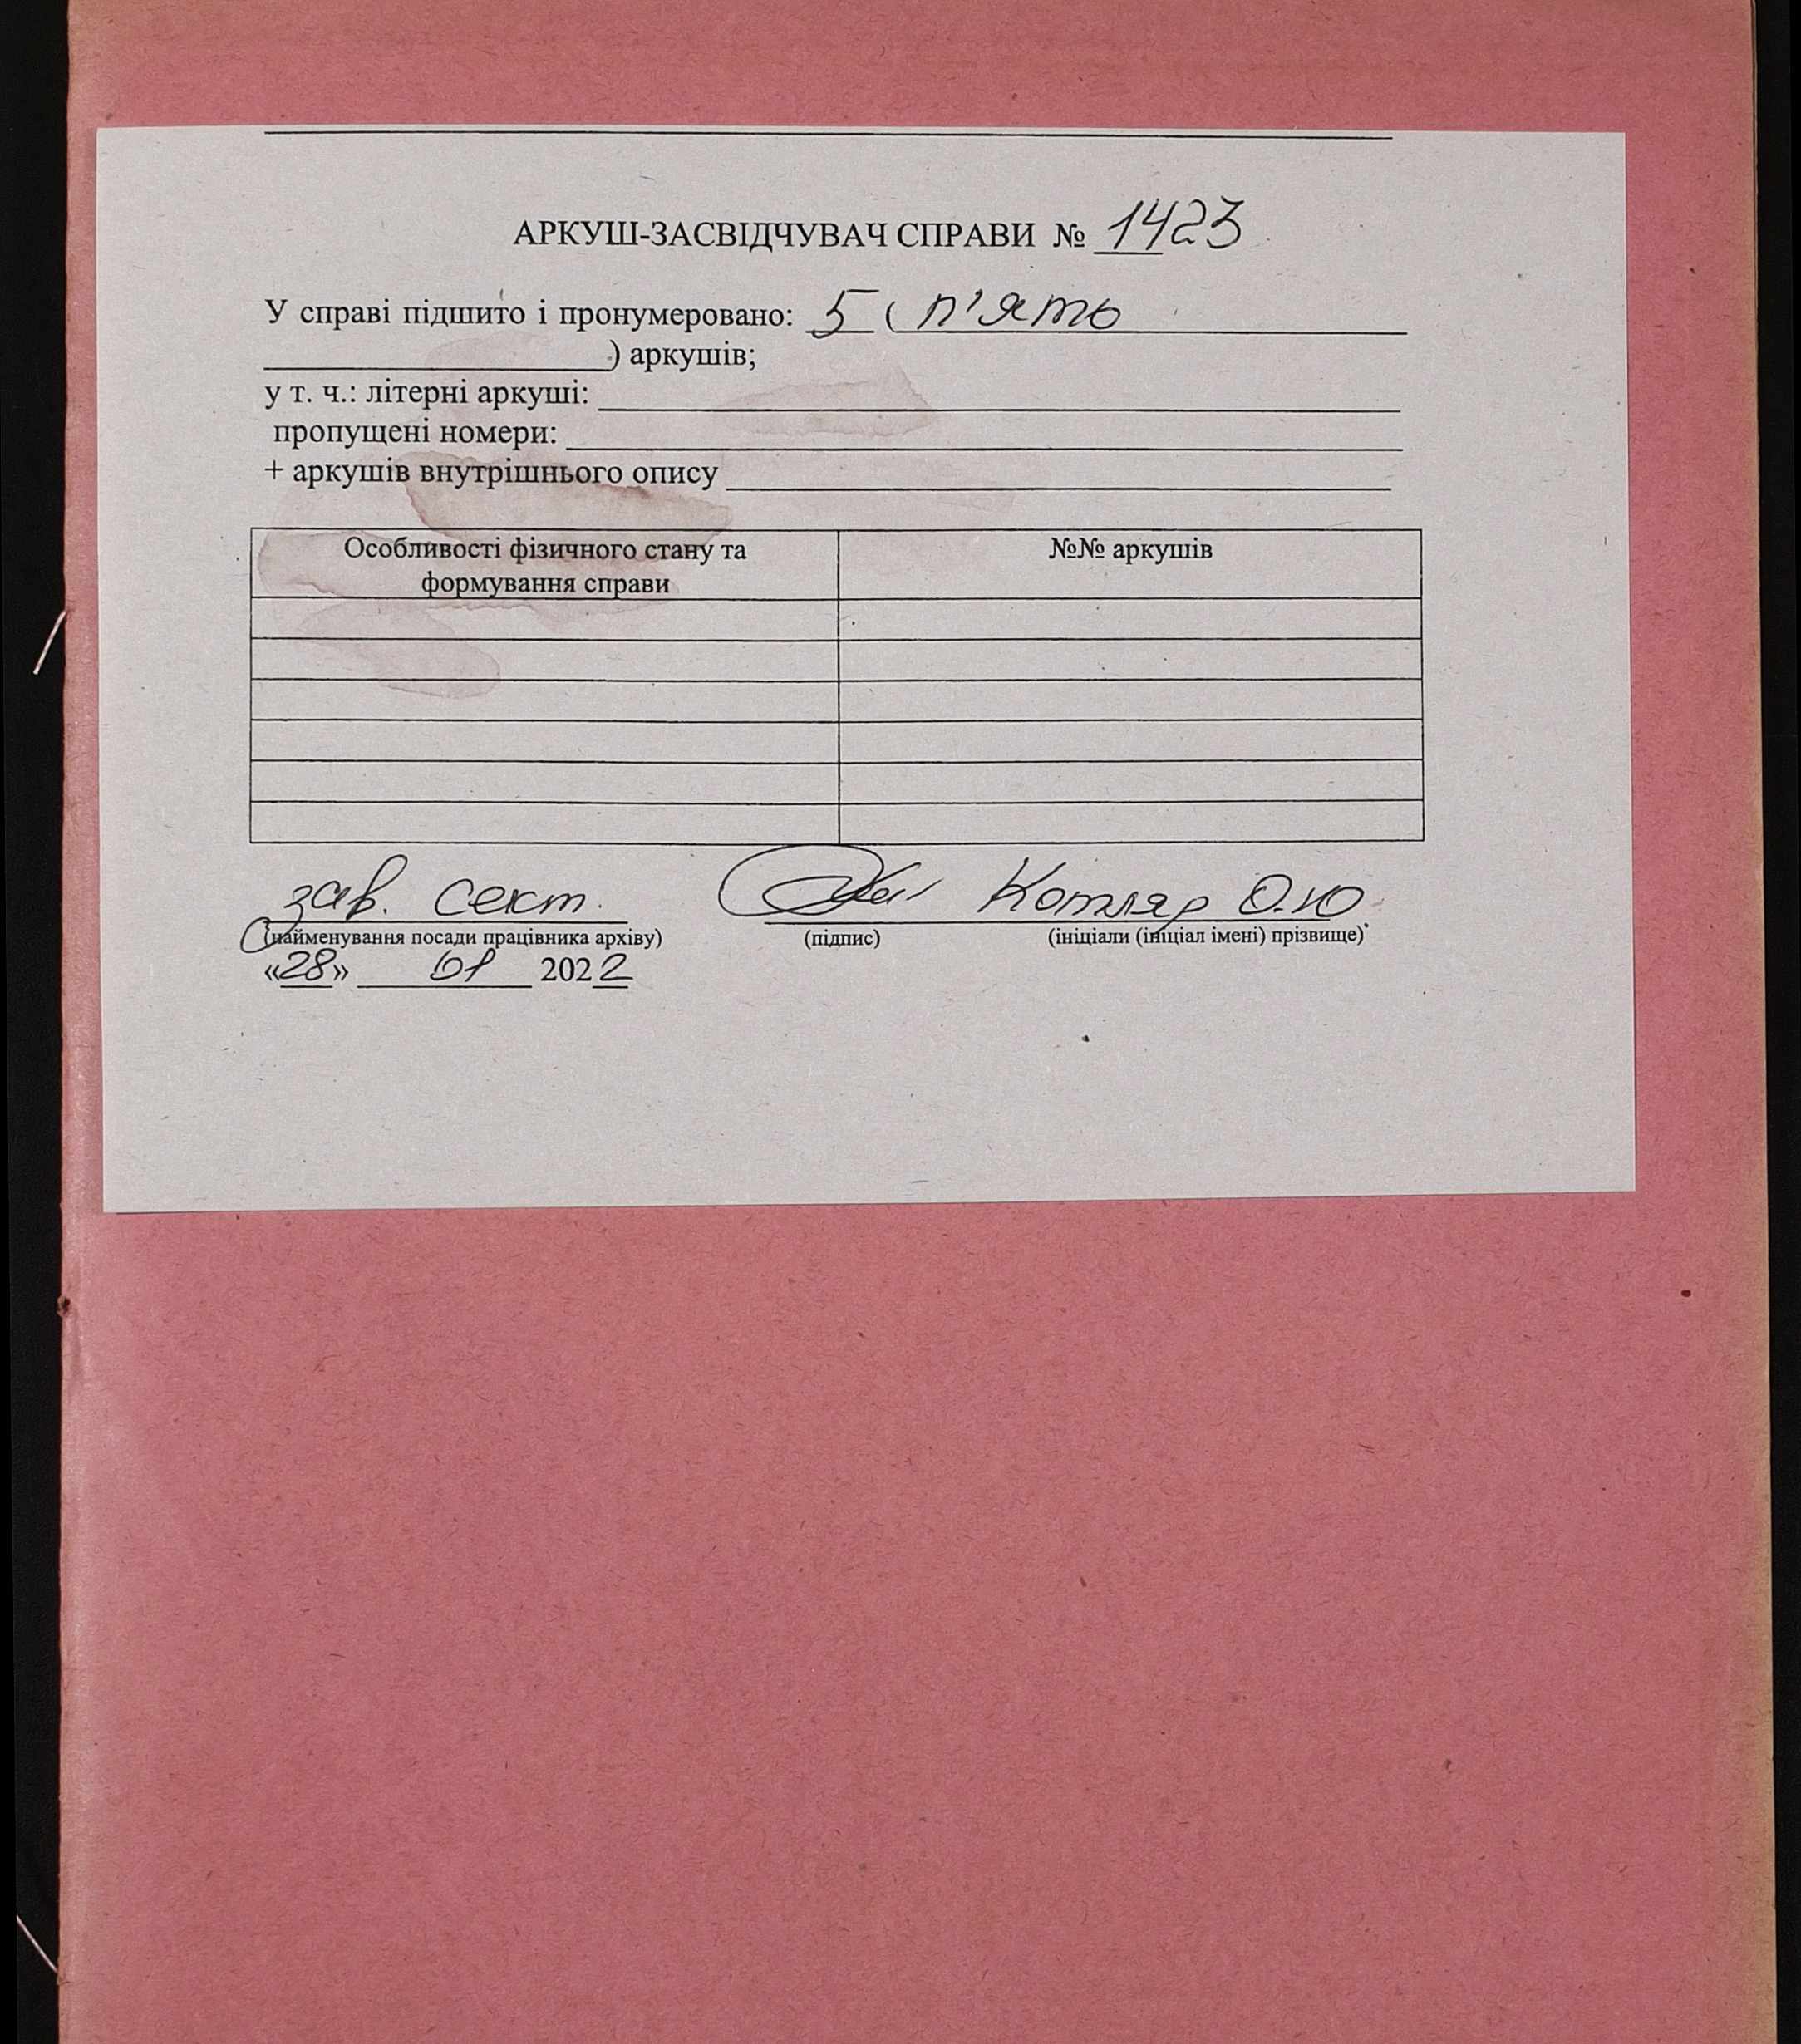 АРКУШ-ЗАСВІДЧУВАЧ СПРАВИ № 1423
У справі підшито і пронумеровано: 5 ( п'ять
) аркушів;
у т. ч.: літерні аркуші:
пропущені номери:
+ аркушів внутрішнього опису
Особливості фізичного стану та
формування справи
№№ аркушів
зав. сект. Котляр О.Ю.
(найменування посади працівника архіву) (підпис) (ініціали (ініціал імені) прізвище)
«28» 01 2022